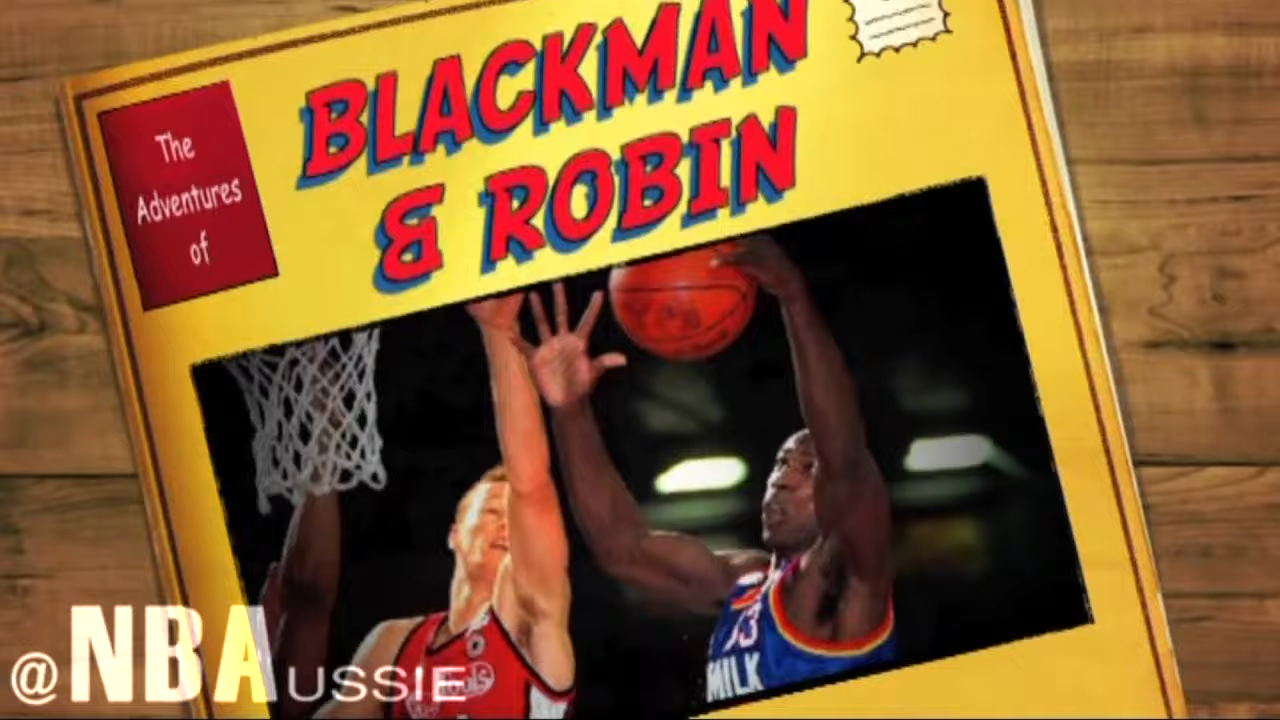 The
Adventures
of
BLACKMAN
& ROBIN
33
MILK
@NBAUSSIE